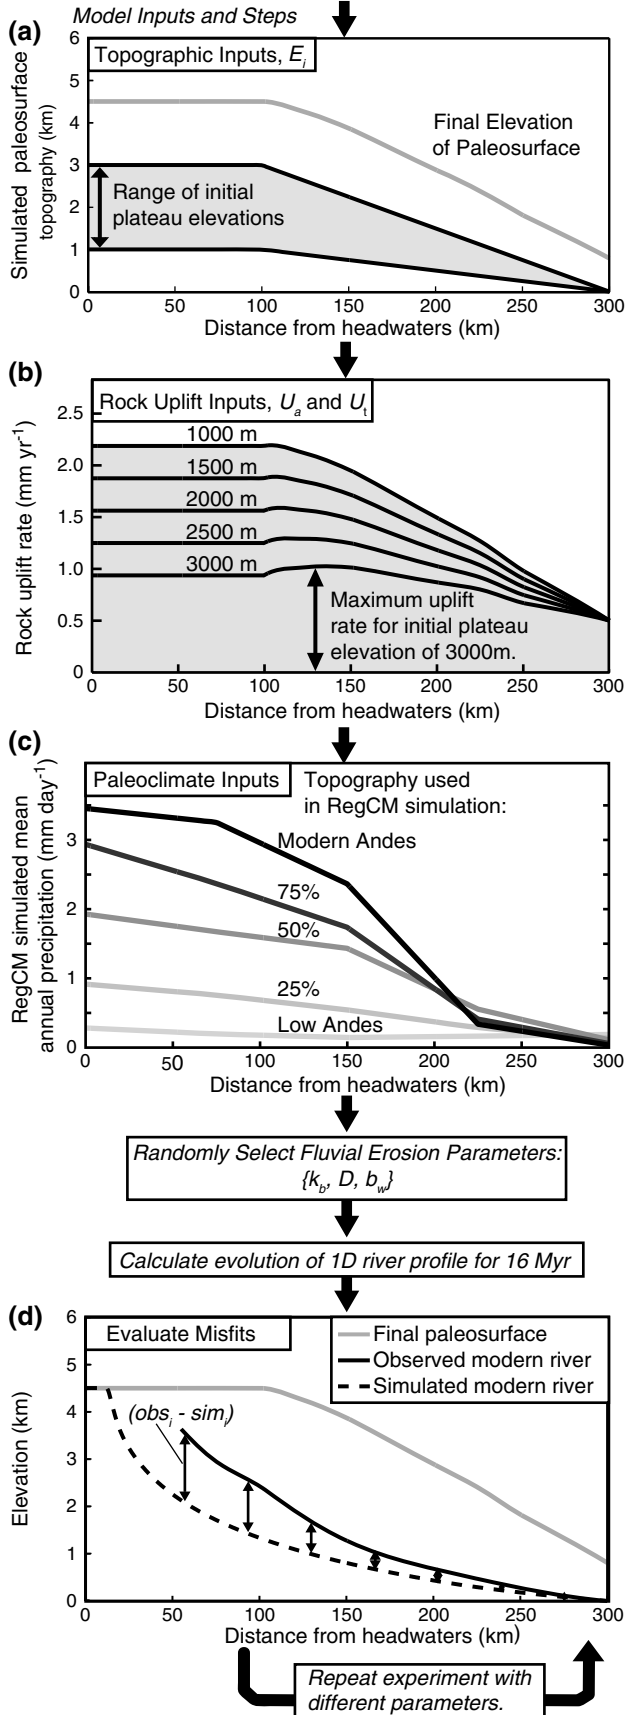 Model Inputs and Steps
(a)
Topographic Inputs, E_i
Simulated paleosurface
topography (km)
6
5
4
3
2
1
0
Final Elevation
of Paleosurface
Range of initial
plateau elevations
0 50 100 150 200 250 300
Distance from headwaters (km)
(b)
Rock Uplift Inputs, U_a and U_t
Rock uplift rate (mm yr⁻¹)
2.5
2.0
1.5
1.0
0.5
0
1000 m
1500 m
2000 m
2500 m
3000 m
Maximum uplift
rate for initial plateau
elevation of 3000m.
0 50 100 150 200 250 300
Distance from headwaters (km)
(c)
Paleoclimate Inputs
Topography used
in RegCM simulation:
RegCM simulated mean
annual precipitation (mm day⁻¹)
3
2
1
0
Modern Andes
75%
50%
25%
Low Andes
0 50 100 150 200 250 300
Distance from headwaters (km)
Randomly Select Fluvial Erosion Parameters:
{k_b, D, b_w}
Calculate evolution of 1D river profile for 16 Myr
(d)
Evaluate Misfits
Final paleosurface
Observed modern river
Simulated modern river
Elevation (km)
6
5
4
3
2
1
0
(obs_i - sim_i)
0 50 100 150 200 250 300
Distance from headwaters (km)
Repeat experiment with
different parameters.